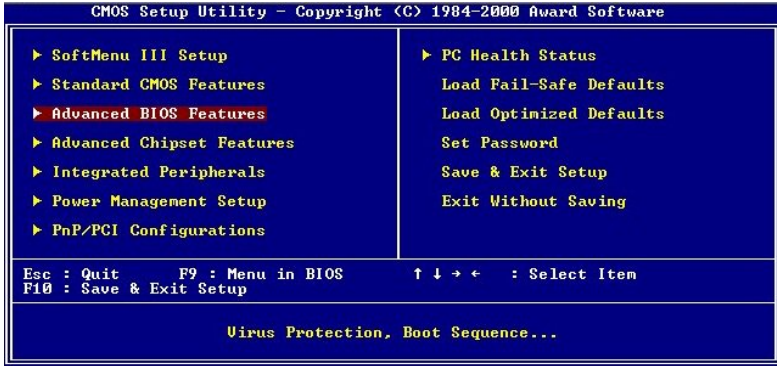 CMOS Setup Utility - Copyright (C) 1984-2000 Award Software
▶ SoftMenu III Setup
▶ Standard CMOS Features
▶ Advanced BIOS Features
▶ Advanced Chipset Features
▶ Integrated Peripherals
▶ Power Management Setup
▶ PnP/PCI Configurations
▶ PC Health Status
Load Fail-Safe Defaults
Load Optimized Defaults
Set Password
Save & Exit Setup
Exit Without Saving
Esc : Quit F9 : Menu in BIOS ↑ ↓ → ← : Select Item
F10 : Save & Exit Setup
Virus Protection, Boot Sequence...